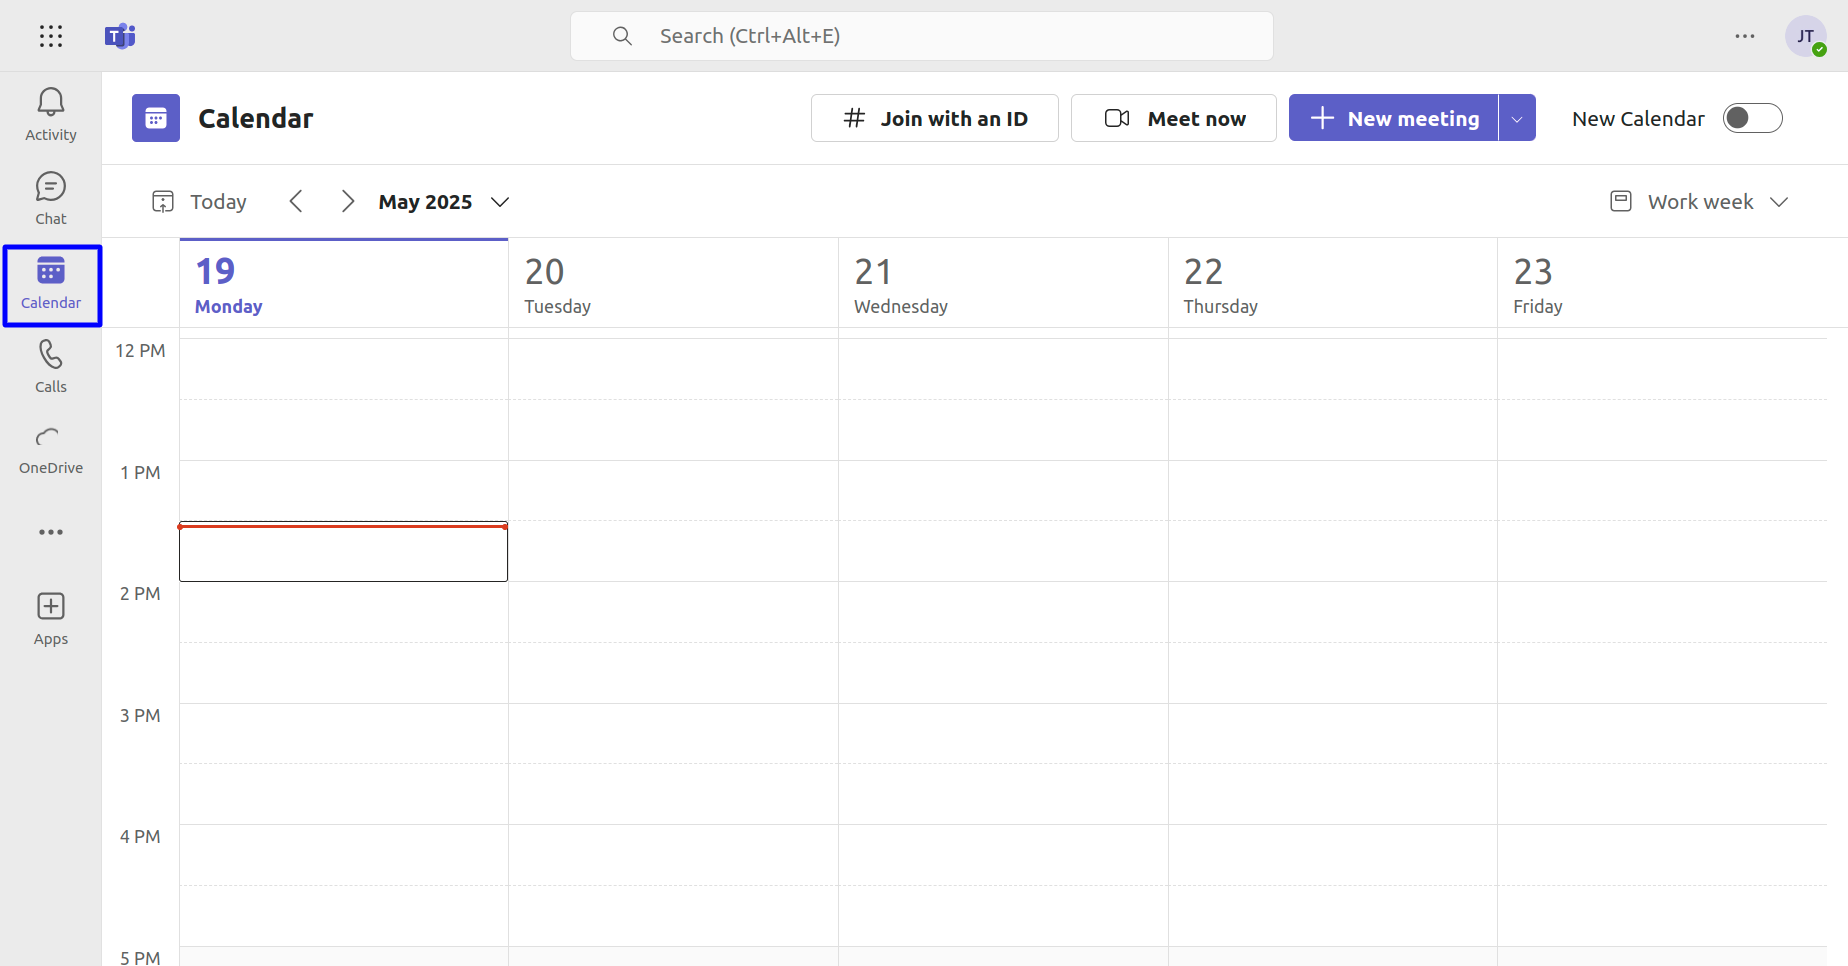 Search (Ctrl+Alt+E)
JT
Activity
Chat
Calendar
Calls
OneDrive
Apps
Calendar
Join with an ID
Meet now
New meeting
New Calendar
Today
May 2025
Work week
19
Monday
20
Tuesday
21
Wednesday
22
Thursday
23
Friday
12 PM
1 PM
2 PM
3 PM
4 PM
5 PM